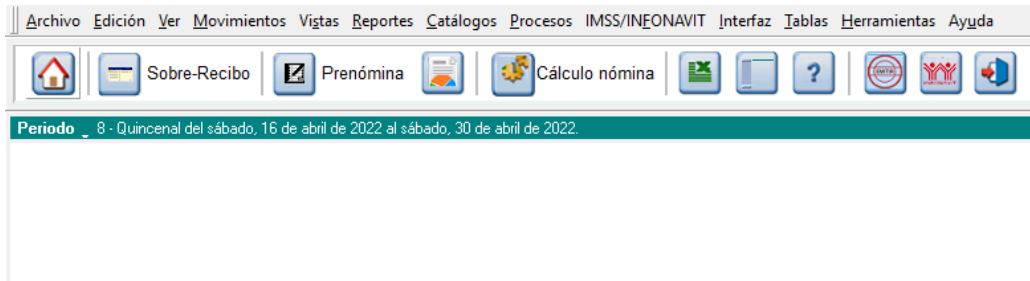 Archivo Edición Ver Movimientos Vistas Reportes Catálogos Procesos IMSS/INFONAVIT Interfaz Tablas Herramientas Ayuda
Sobre-Recibo Prenómina Cálculo nómina ?
Periodo 8 - Quincenal del sábado, 16 de abril de 2022 al sábado, 30 de abril de 2022.